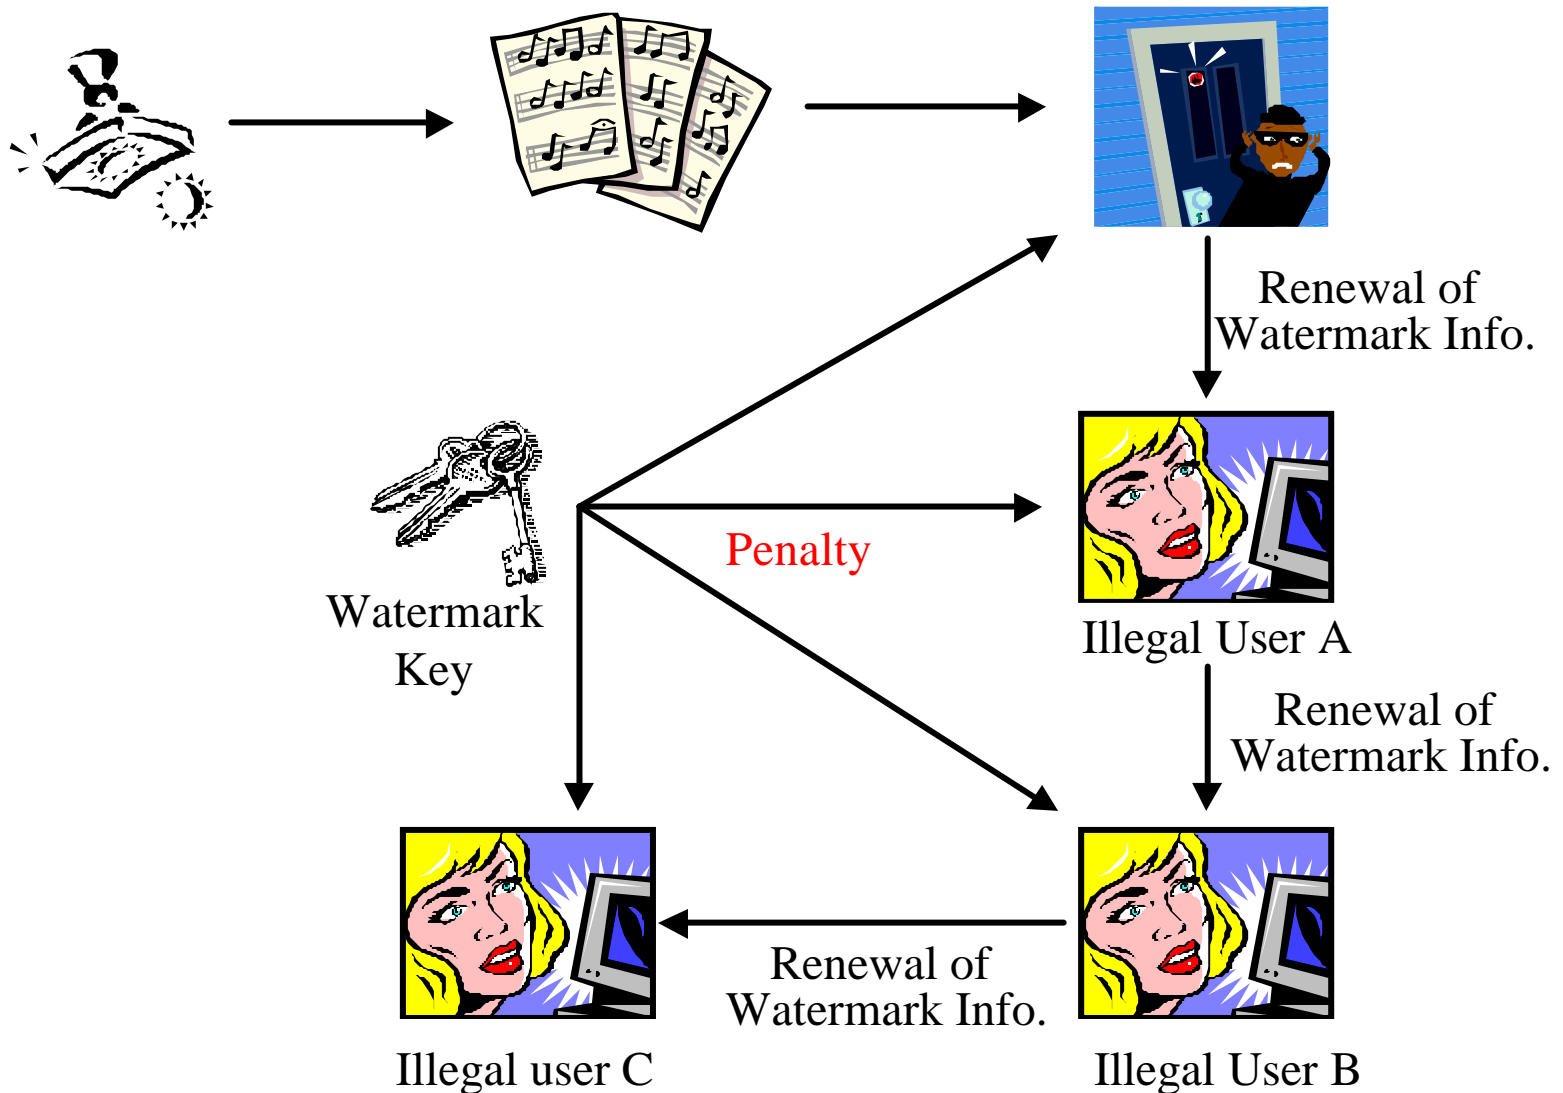 Renewal of
Watermark Info.
Penalty
Watermark
Key
Illegal User A
Renewal of
Watermark Info.
Renewal of
Watermark Info.
Illegal user C
Illegal User B